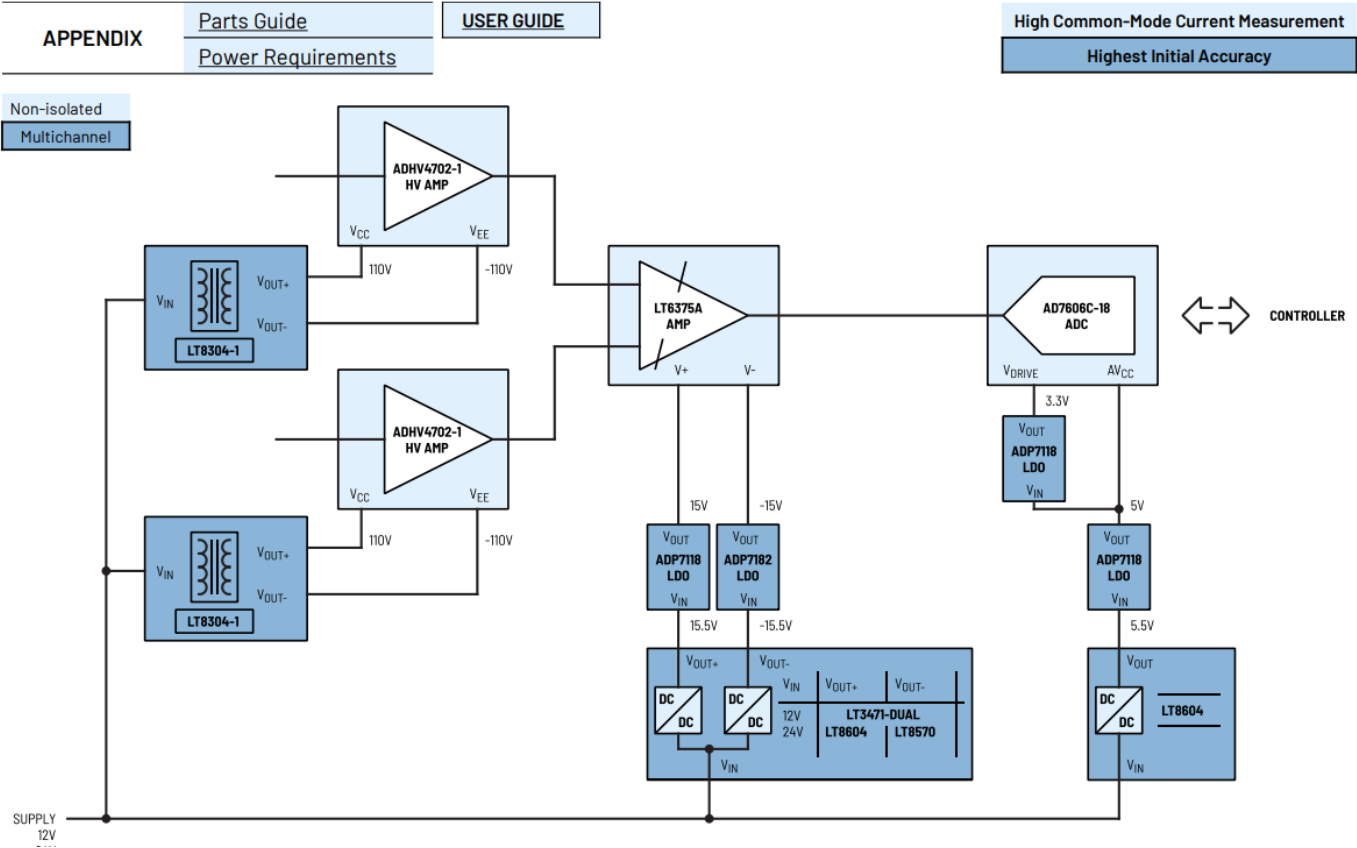 APPENDIX
Parts Guide
Power Requirements
USER GUIDE
High Common-Mode Current Measurement
Highest Initial Accuracy
Non-isolated
Multichannel
ADHV4702-1
HV AMP
VCC
VEE
110V
-110V
VIN
VOUT+
VOUT-
LT8304-1
LT6375A
AMP
V+
V-
AD7606C-18
ADC
VDRIVE
AVCC
CONTROLLER
3.3V
VOUT
ADP7118
LDO
VIN
5V
ADHV4702-1
HV AMP
VCC
VEE
110V
-110V
VIN
VOUT+
VOUT-
LT8304-1
15V
-15V
VOUT
ADP7118
LDO
VIN
VOUT
ADP7182
LDO
VIN
VOUT
ADP7118
LDO
VIN
15.5V
-15.5V
5.5V
VOUT+
VOUT-
DC
DC
DC
DC
VIN
VIN VOUT+ VOUT-
12V LT3471-DUAL
24V LT8604 LT8570
VOUT
DC
DC
LT8604
VIN
SUPPLY
12V